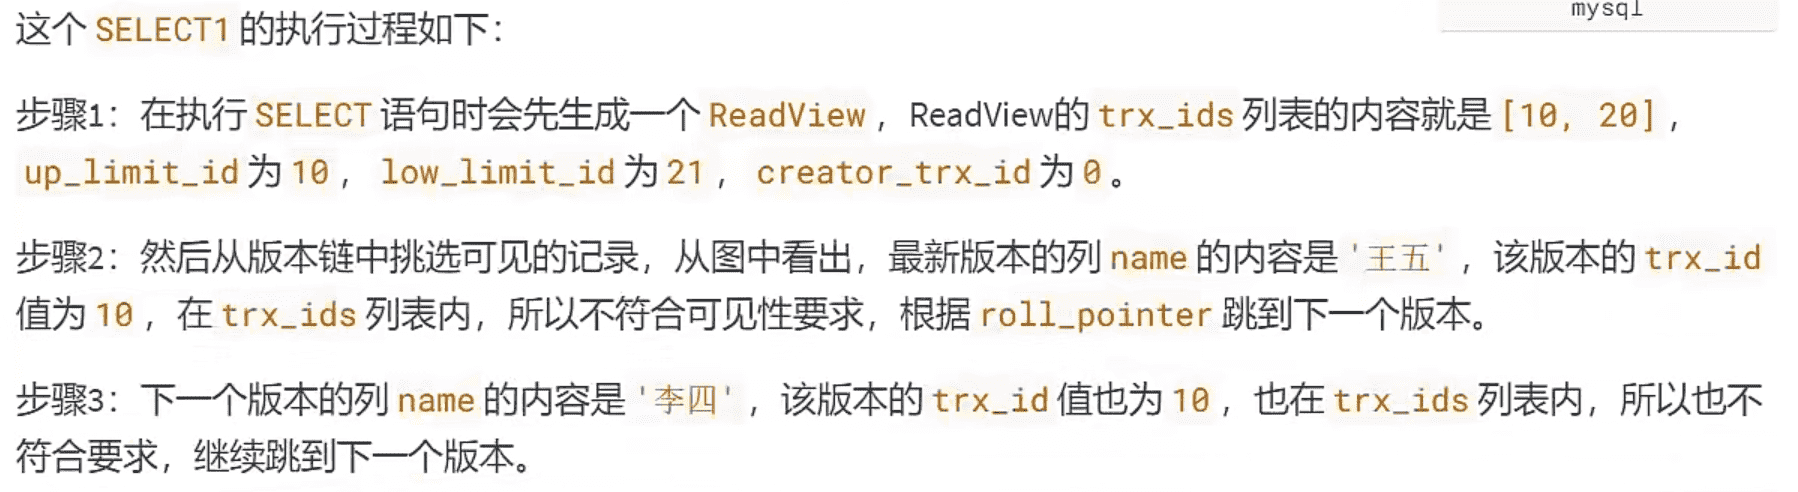 mysql
这个 SELECT1 的执行过程如下：
步骤1：在执行 SELECT 语句时会先生成一个 ReadView ，ReadView的 trx_ids 列表的内容就是 [10, 20] ，
up_limit_id 为 10 ， low_limit_id 为 21 ， creator_trx_id 为 0 。
步骤2：然后从版本链中挑选可见的记录，从图中看出，最新版本的列 name 的内容是 '王五' ，该版本的 trx_id
值为 10 ，在 trx_ids 列表内，所以不符合可见性要求，根据 roll_pointer 跳到下一个版本。
步骤3：下一个版本的列 name 的内容是 '李四' ，该版本的 trx_id 值也为 10 ，也在 trx_ids 列表内，所以也不
符合要求，继续跳到下一个版本。